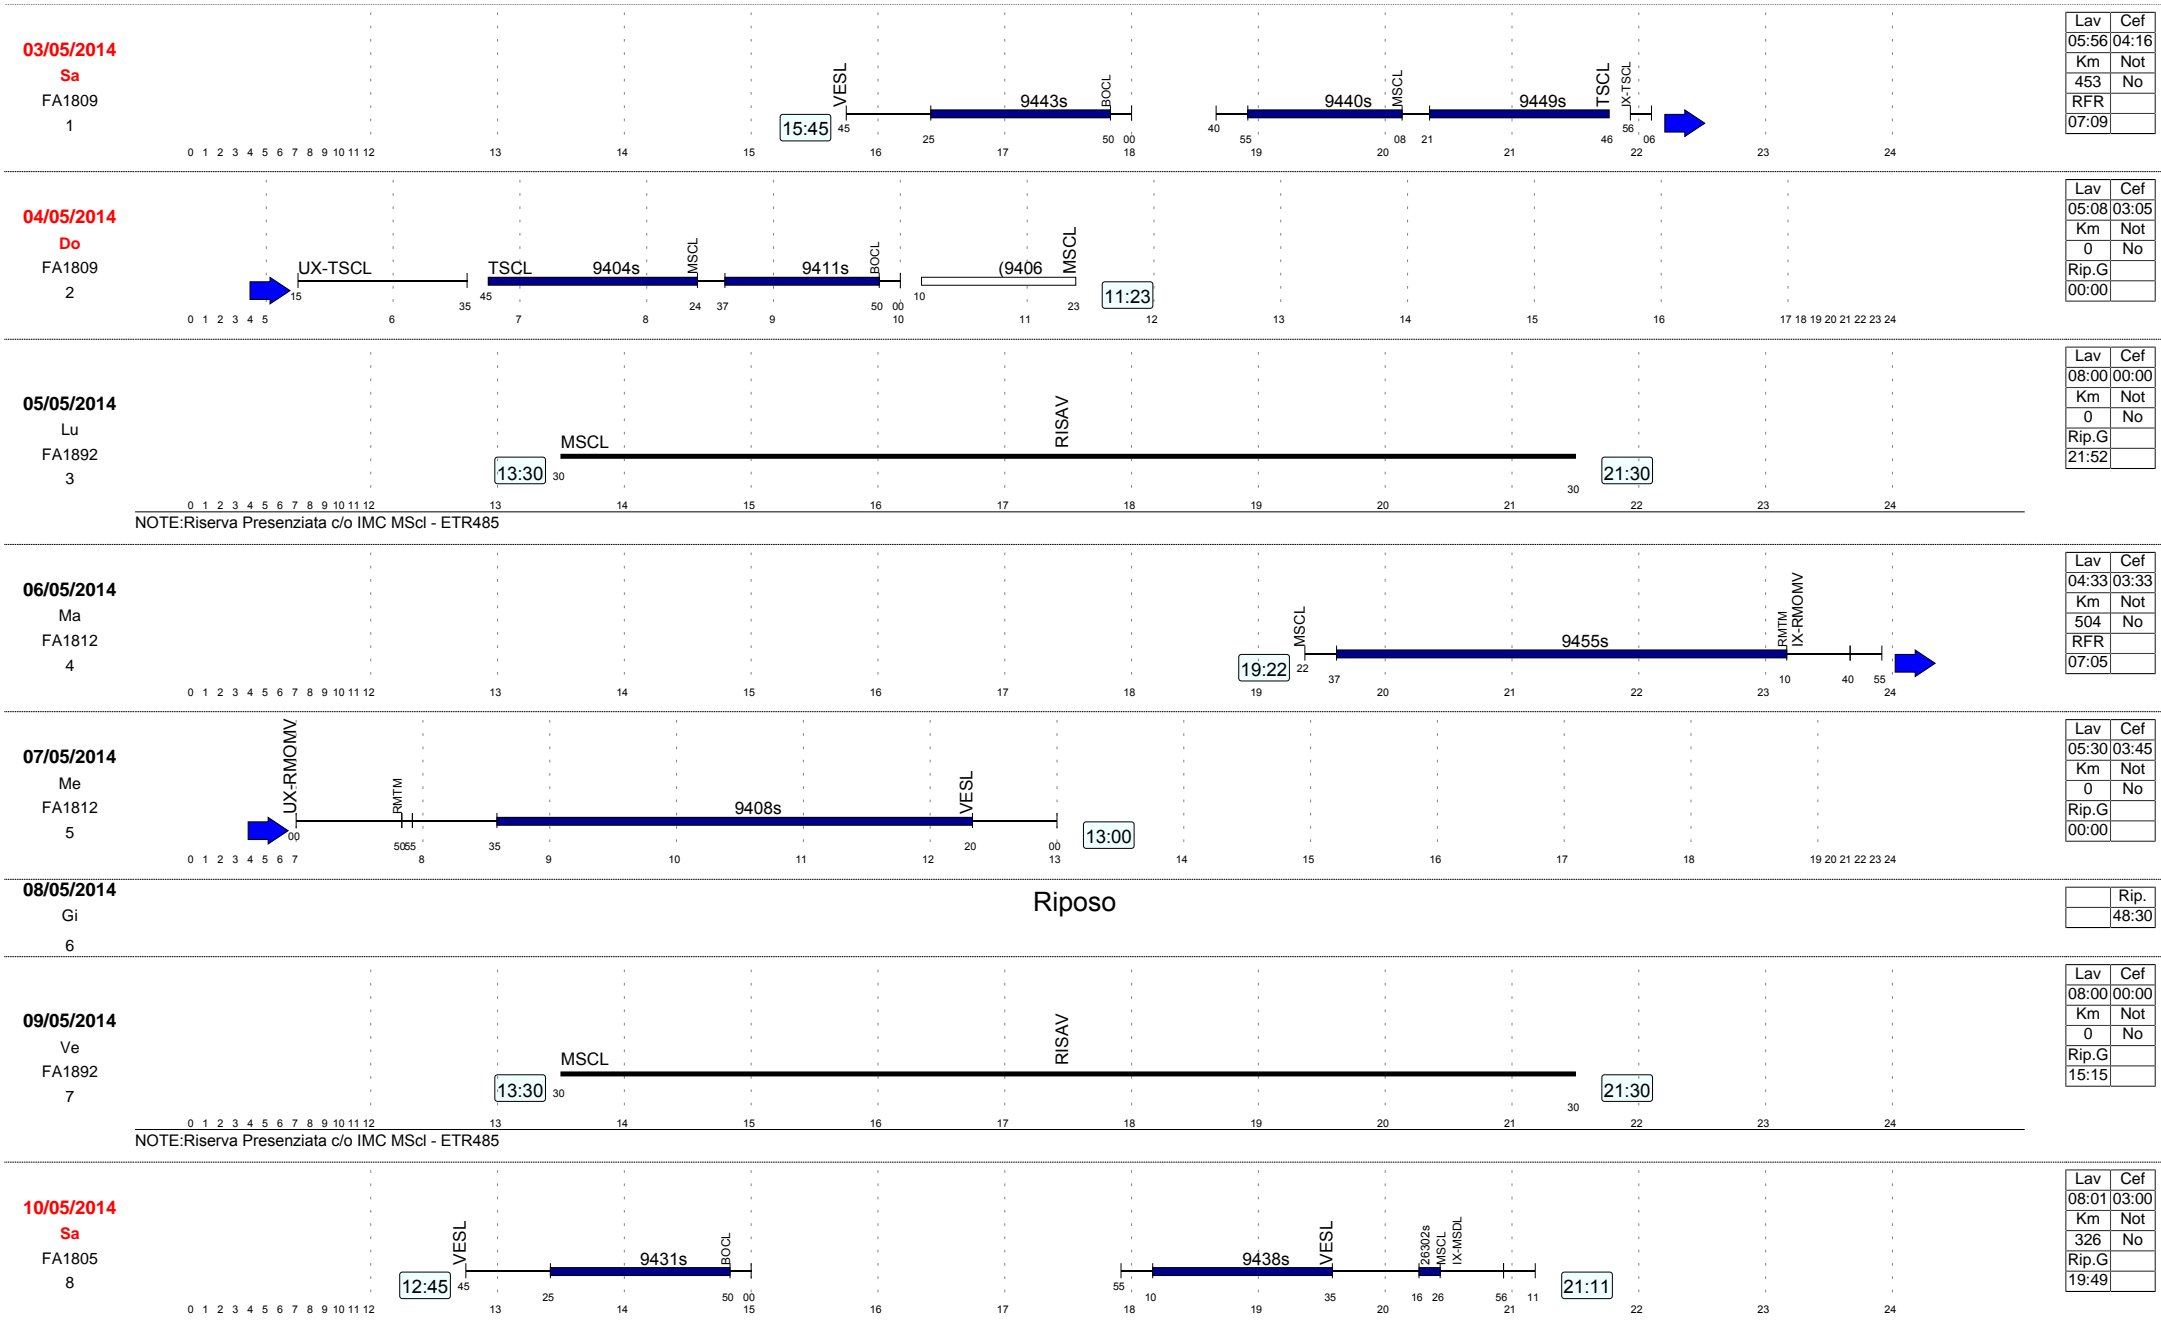 03/05/2014
Sa
FA1809
1
15:45
VESL
45
25
9443s
BOCL
50 00
40
55
9440s
MSCL
08 21
9449s
TSCL
46
IX-TSCL
56 06
0 1 2 3 4 5 6 7 8 9 10 11 12 13 14 15 16 17 18 19 20 21 22 23 24
Lav Cef
05:56 04:16
Km Not
453 No
RFR
07:09
04/05/2014
Do
FA1809
2
15
UX-TSCL
35
45
TSCL
9404s
MSCL
24 37
9411s
BOCL
50 00
10
(9406
MSCL
23
11:23
0 1 2 3 4 5 6 7 8 9 10 11 12 13 14 15 16 17 18 19 20 21 22 23 24
Lav Cef
05:08 03:05
Km Not
0 No
Rip.G
00:00
05/05/2014
Lu
FA1892
3
13:30
30
MSCL
RISAV
30
21:30
0 1 2 3 4 5 6 7 8 9 10 11 12 13 14 15 16 17 18 19 20 21 22 23 24
NOTE:Riserva Presenziata c/o IMC MScl - ETR485
Lav Cef
08:00 00:00
Km Not
0 No
Rip.G
21:52
06/05/2014
Ma
FA1812
4
19:22
MSCL
22
37
9455s
RMTM
IX-RMOMV
10 40 55
0 1 2 3 4 5 6 7 8 9 10 11 12 13 14 15 16 17 18 19 20 21 22 23 24
Lav Cef
04:33 03:33
Km Not
504 No
RFR
07:05
07/05/2014
Me
FA1812
5
UX-RMOMV
00
RMTM
50 55
35
9408s
VESL
20 00
13:00
0 1 2 3 4 5 6 7 8 9 10 11 12 13 14 15 16 17 18 19 20 21 22 23 24
Lav Cef
05:30 03:45
Km Not
0 No
Rip.G
00:00
08/05/2014
Gi
6
Riposo
Rip.
48:30
09/05/2014
Ve
FA1892
7
13:30
30
MSCL
RISAV
30
21:30
0 1 2 3 4 5 6 7 8 9 10 11 12 13 14 15 16 17 18 19 20 21 22 23 24
NOTE:Riserva Presenziata c/o IMC MScl - ETR485
Lav Cef
08:00 00:00
Km Not
0 No
Rip.G
15:15
10/05/2014
Sa
FA1805
8
12:45
VESL
45
25
9431s
BOCL
50 00
55
10
9438s
VESL
35
26302s
MSCL
IX-MSDL
16 26 56 11
21:11
0 1 2 3 4 5 6 7 8 9 10 11 12 13 14 15 16 17 18 19 20 21 22 23 24
Lav Cef
08:01 03:00
Km Not
326 No
Rip.G
19:49